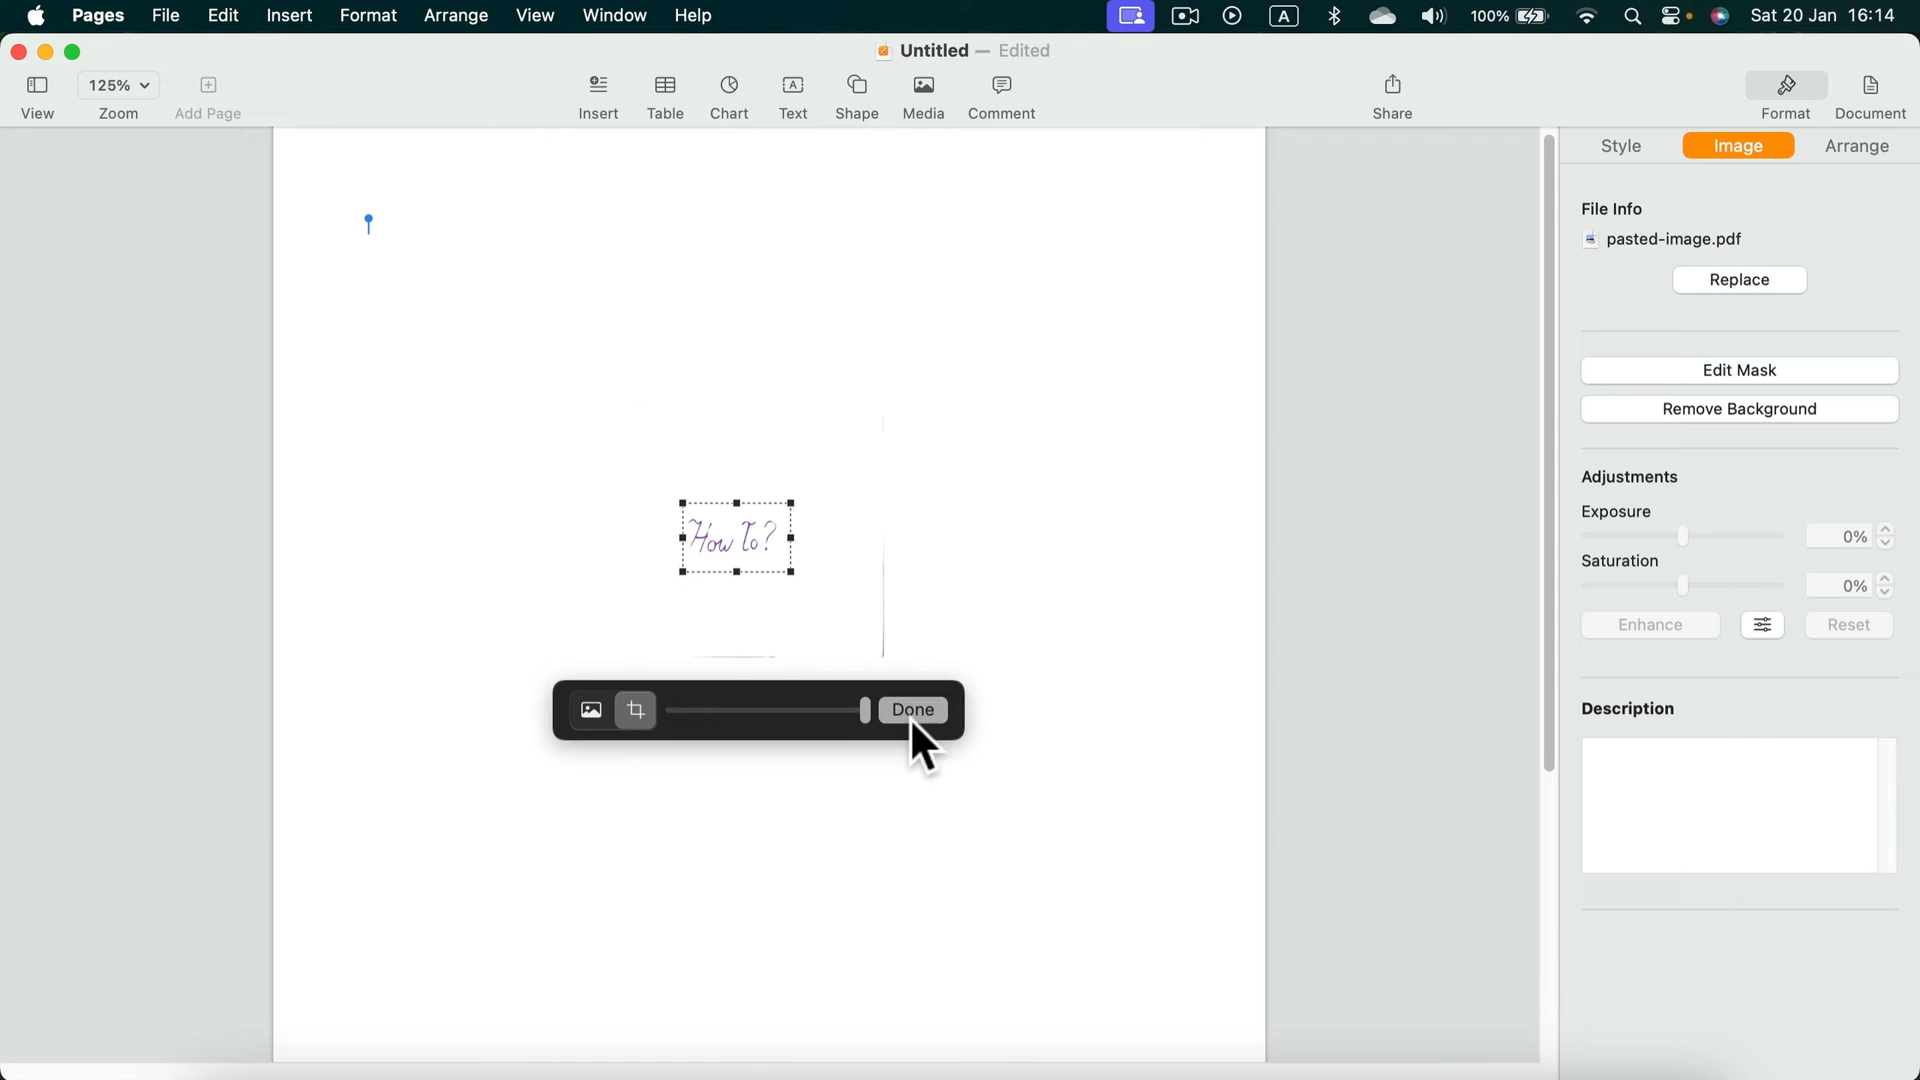 Pages File Edit Insert Format Arrange View Window Help A 100% Sat 20 Jan 16:14
Untitled — Edited
125%
View Zoom Add Page Insert Table Chart Text Shape Media Comment Share Format Document
Style Image Arrange
File Info
pasted-image.pdf
Replace
Edit Mask
Remove Background
Adjustments
Exposure
0%
Saturation
0%
Enhance Reset
Description
How To?
Done